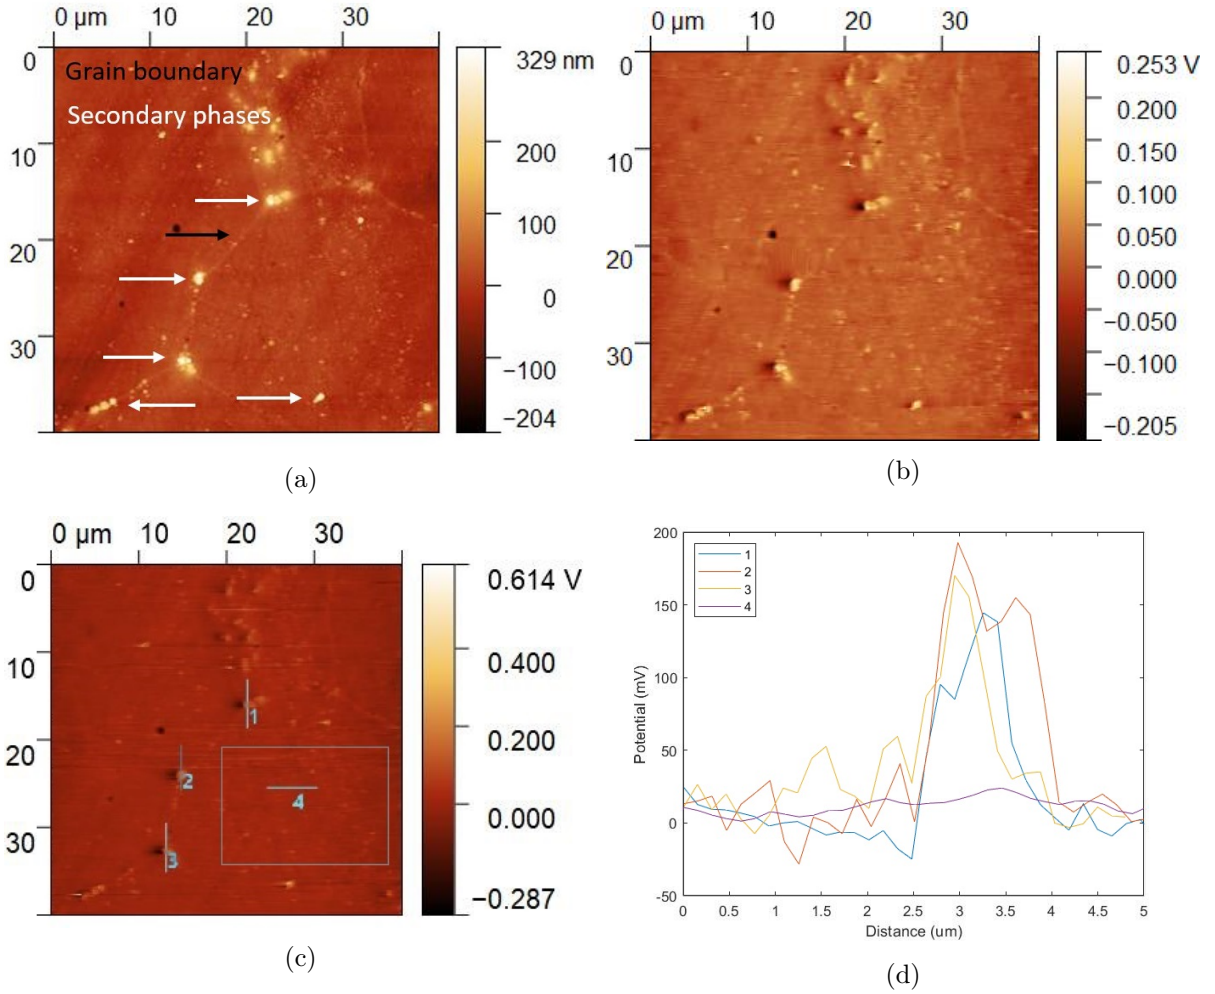 0 µm 10 20 30
0
10
20
30
Grain boundary
Secondary phases
329 nm
200
100
0
−100
−204
(a)
0 µm 10 20 30
0
10
20
30
0.253 V
0.200
0.150
0.100
0.050
0.000
−0.050
−0.100
−0.205
(b)
0 µm 10 20 30
0
10
20
30
1
2
3
4
0.614 V
0.400
0.200
0.000
−0.287
(c)
200
150
100
50
0
-50
Potential (mV)
1
2
3
4
0 0.5 1 1.5 2 2.5 3 3.5 4 4.5 5
Distance (um)
(d)